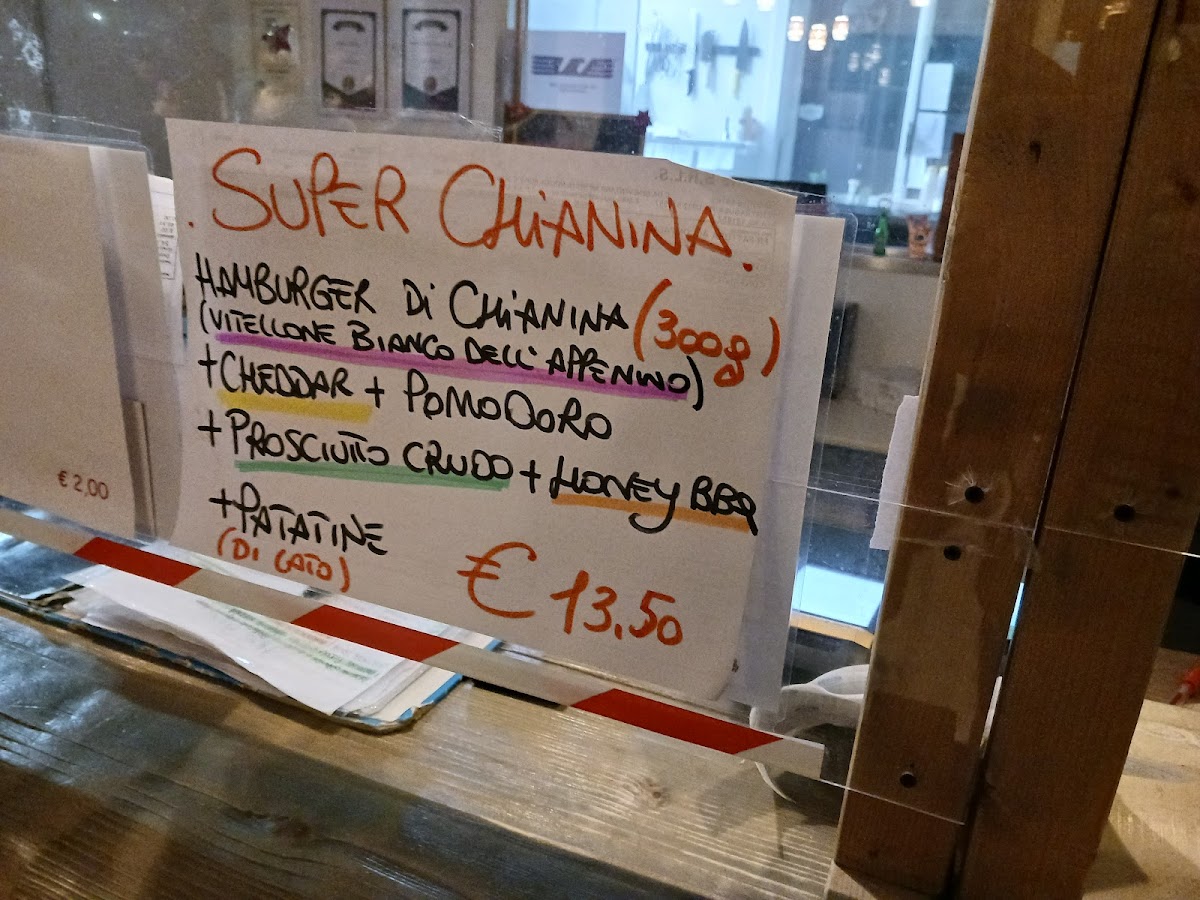 . SUPER CHiANINA.
HAMBURGER Di CHiANINA (300g)
(VITELLONE BIANCO DELL'APPENINO)
+ CHEDDAR + POMODORO
+ PROSCIUTTO CRUDO + HONEY BBQ
+ PATATINE
(DI LATO)
€ 13.50
€ 2,00